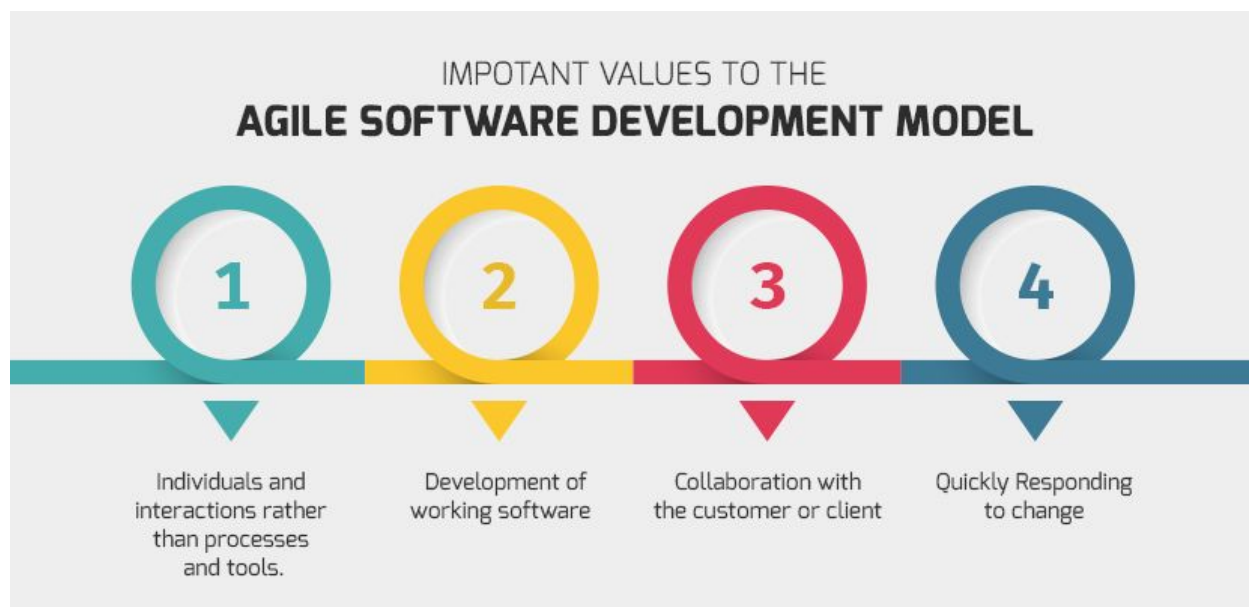 IMPOTANT VALUES TO THE
AGILE SOFTWARE DEVELOPMENT MODEL
1
2
3
4
Individuals and
interactions rather
than processes
and tools.
Development of
working software
Collaboration with
the customer or client
Quickly Responding
to change